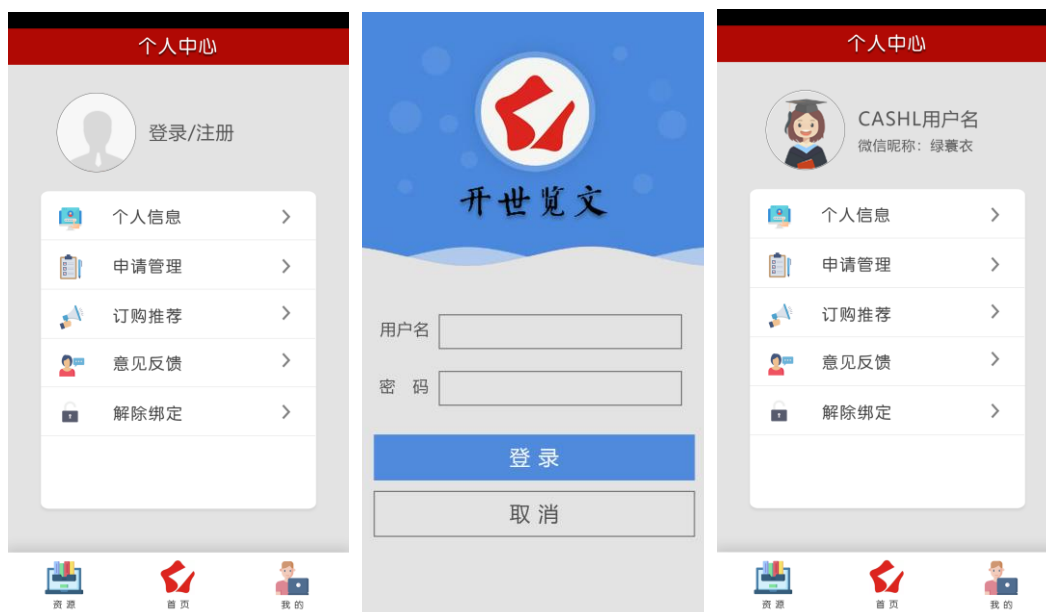 个人中心
登录/注册
个人信息
申请管理
订购推荐
意见反馈
解除绑定
资源
首页
我的
开世览文
用户名
密 码
登 录
取 消
个人中心
CASHL用户名
微信昵称：绿蓑衣
个人信息
申请管理
订购推荐
意见反馈
解除绑定
资源
首页
我的